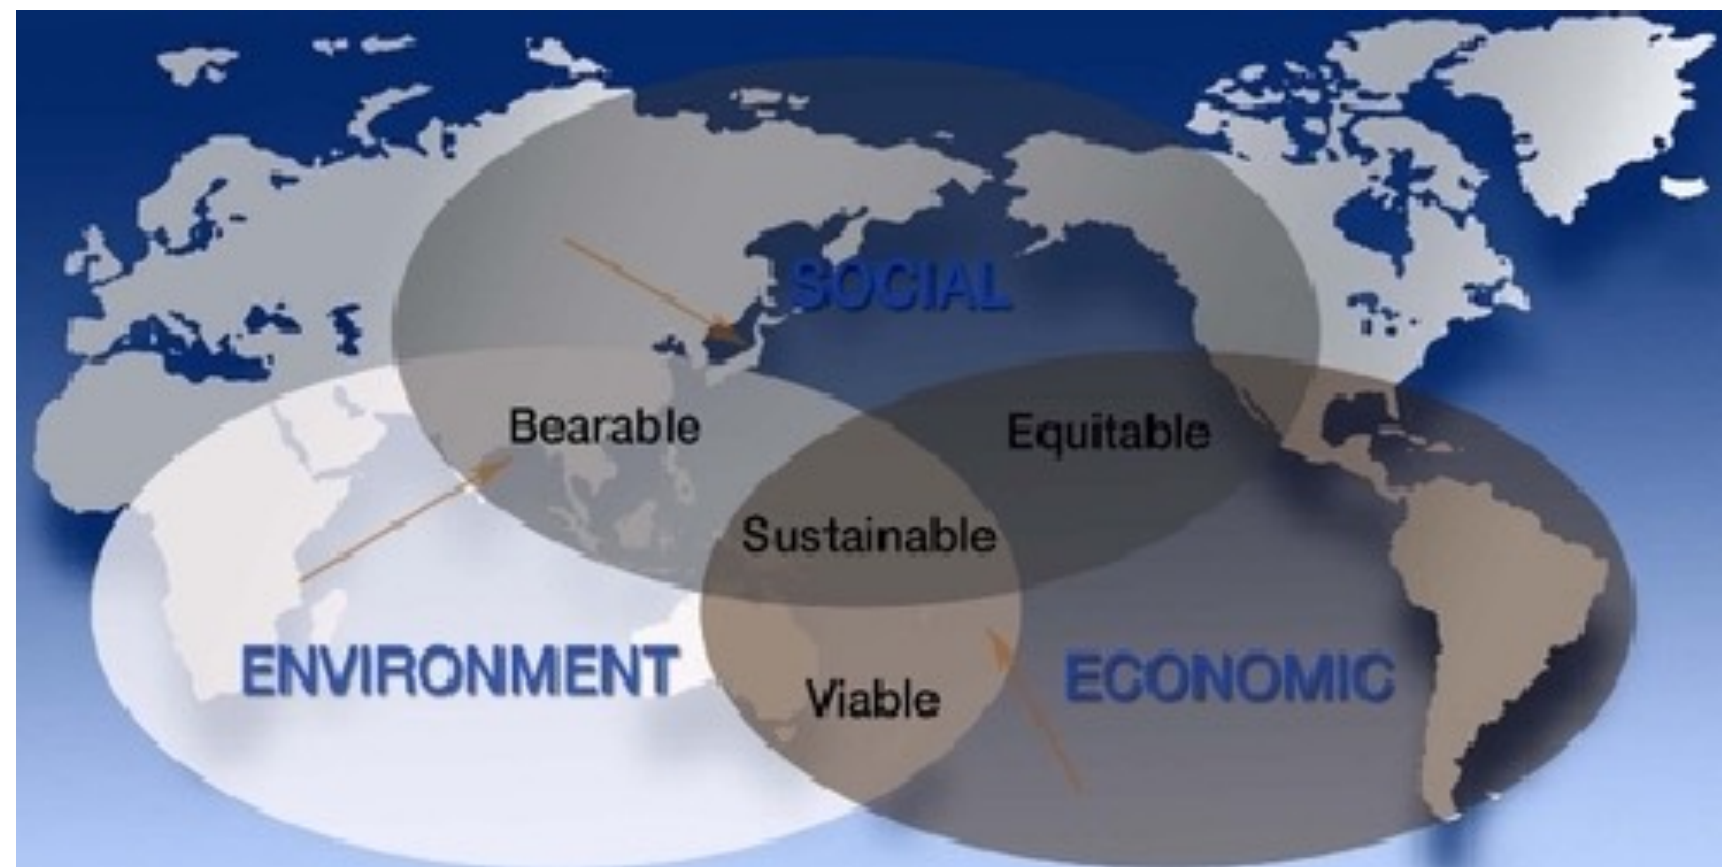 SOCIAL
Bearable
Equitable
Sustainable
ENVIRONMENT
ECONOMIC
Viable